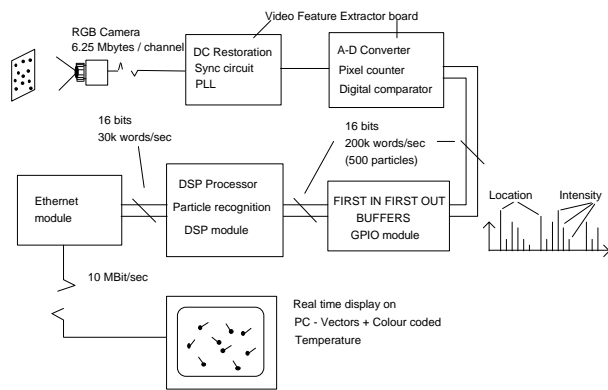 Video Feature Extractor board
RGB Camera
6.25 Mbytes / channel
DC Restoration
Sync circuit
PLL
A-D Converter
Pixel counter
Digital comparator
16 bits
30k words/sec
16 bits
200k words/sec
(500 particles)
Ethernet
module
DSP Processor
Particle recognition
DSP module
FIRST IN FIRST OUT
BUFFERS
GPIO module
Location
Intensity
10 MBit/sec
Real time display on
PC - Vectors + Colour coded
Temperature